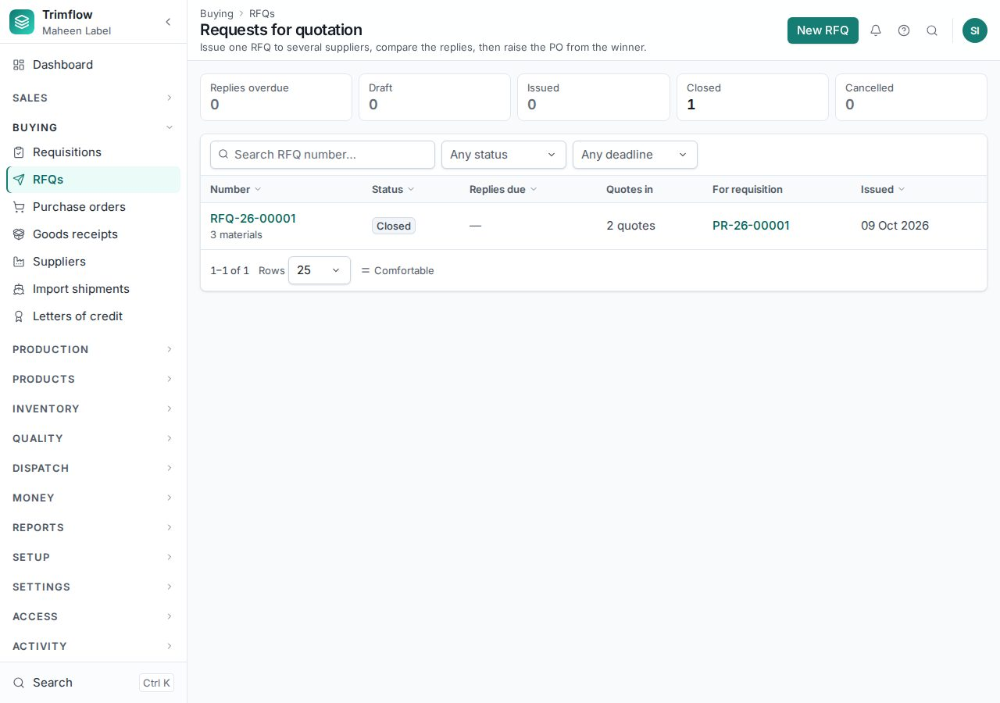 Trimflow
Maheen Label
Dashboard
SALES
BUYING
Requisitions
RFQs
Purchase orders
Goods receipts
Suppliers
Import shipments
Letters of credit
PRODUCTION
PRODUCTS
INVENTORY
QUALITY
DISPATCH
MONEY
REPORTS
SETUP
SETTINGS
ACCESS
ACTIVITY
Search Ctrl K
Buying RFQs
Requests for quotation
Issue one RFQ to several suppliers, compare the replies, then raise the PO from the winner.
New RFQ SI
Replies overdue Draft Issued Closed Cancelled
0 0 0 1 0
Search RFQ number... Any status Any deadline
Number Status Replies due Quotes in For requisition Issued
RFQ-26-00001 Closed — 2 quotes PR-26-00001 09 Oct 2026
3 materials
1–1 of 1 Rows 25 Comfortable